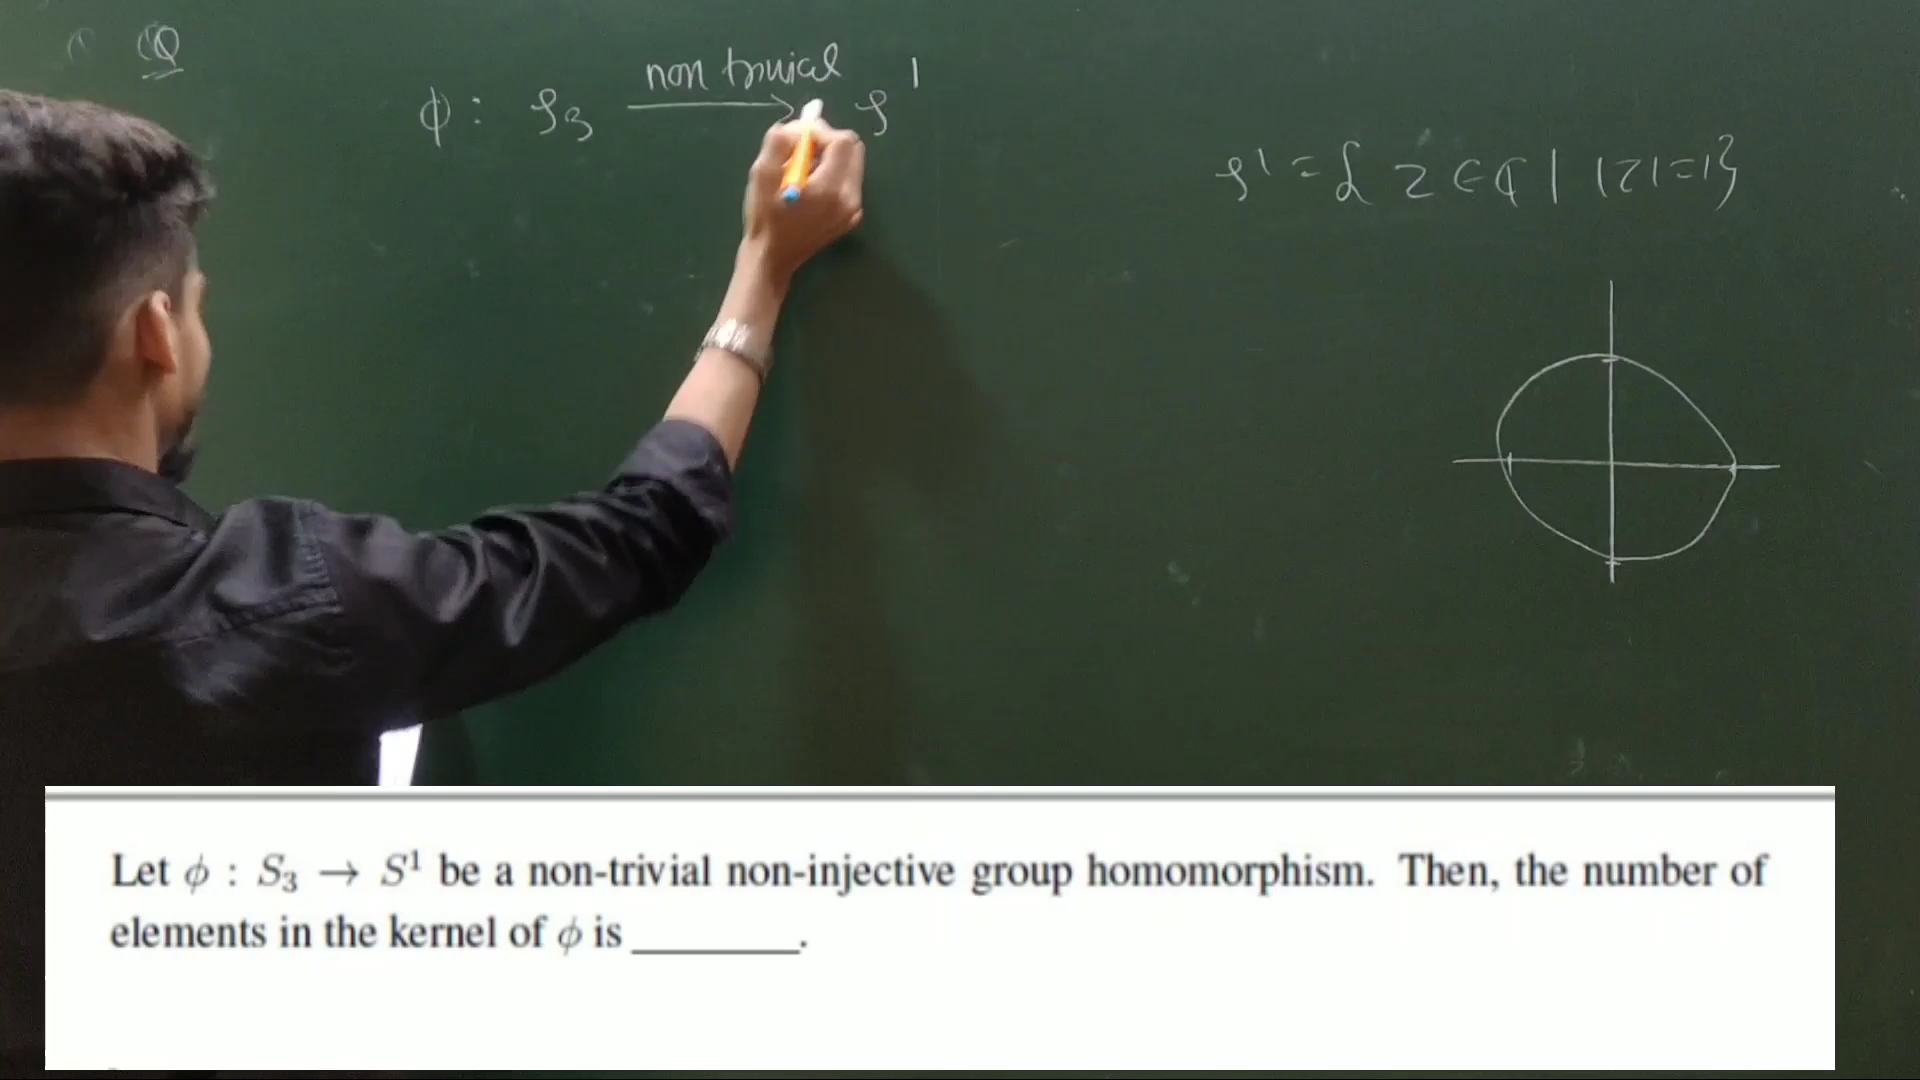 Q
non trivial
φ : S₃ ⟶ S¹
S¹ = { z ∈ ℂ | |z| = 1 }
Let ϕ : S₃ → S¹ be a non-trivial non-injective group homomorphism. Then, the number of
elements in the kernel of ϕ is ________.